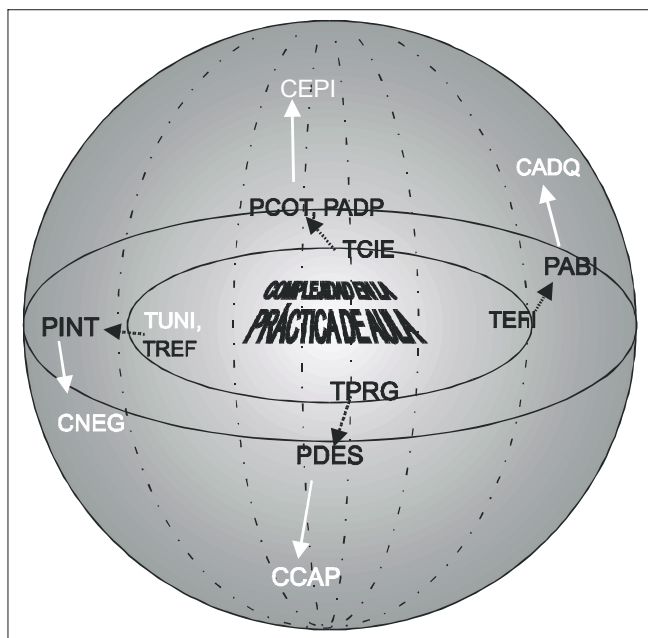 CEPI
CADQ
PCOT, PADP
TCIE
PABI
COMPLEJIDAD EN LA
PRÁCTICA DE AULA
PINT
TUNI,
TREF
TEFI
TPRG
CNEG
PDES
CCAP